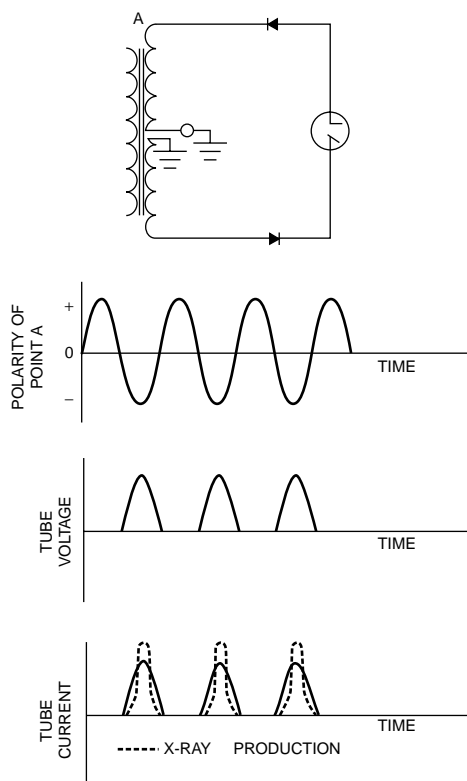 A
POLARITY OF
POINT A
+
0
–
TIME
TUBE
VOLTAGE
TIME
TUBE
CURRENT
TIME
X-RAY PRODUCTION